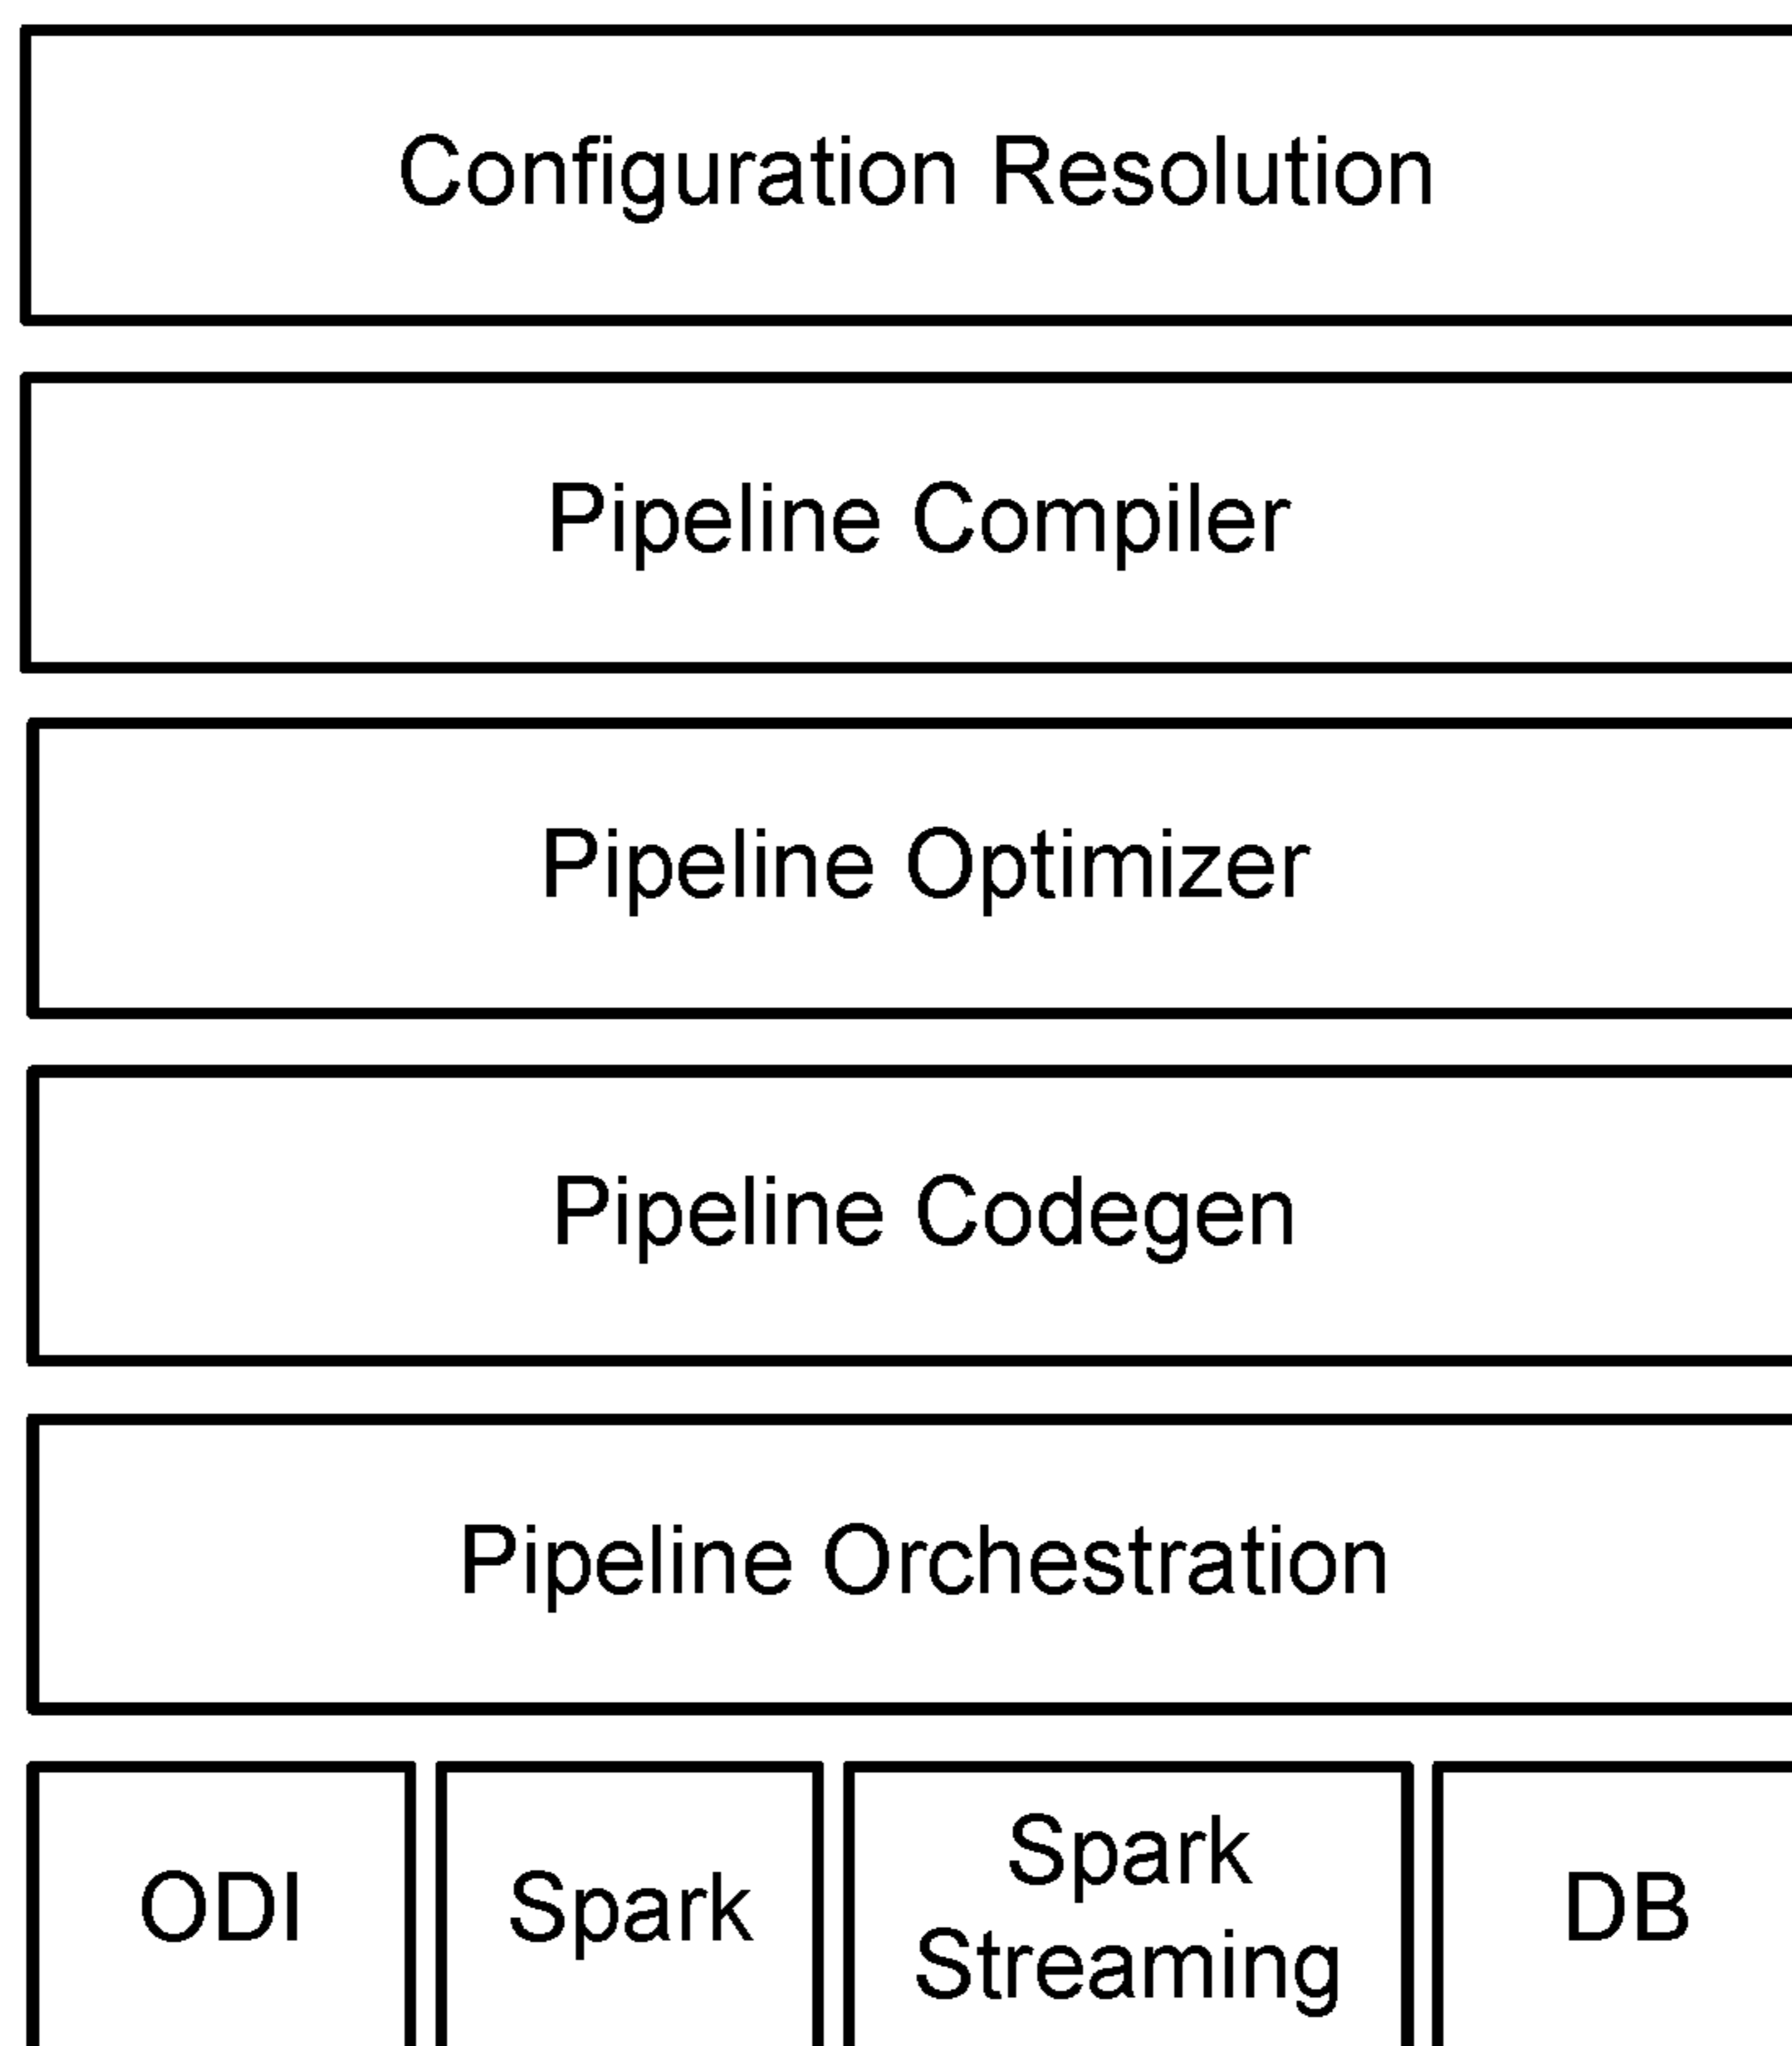 Configuration Resolution
Pipeline Compiler
Pipeline Optimizer
Pipeline Codegen
Pipeline Orchestration
ODI
Spark
Spark
Streaming
DB